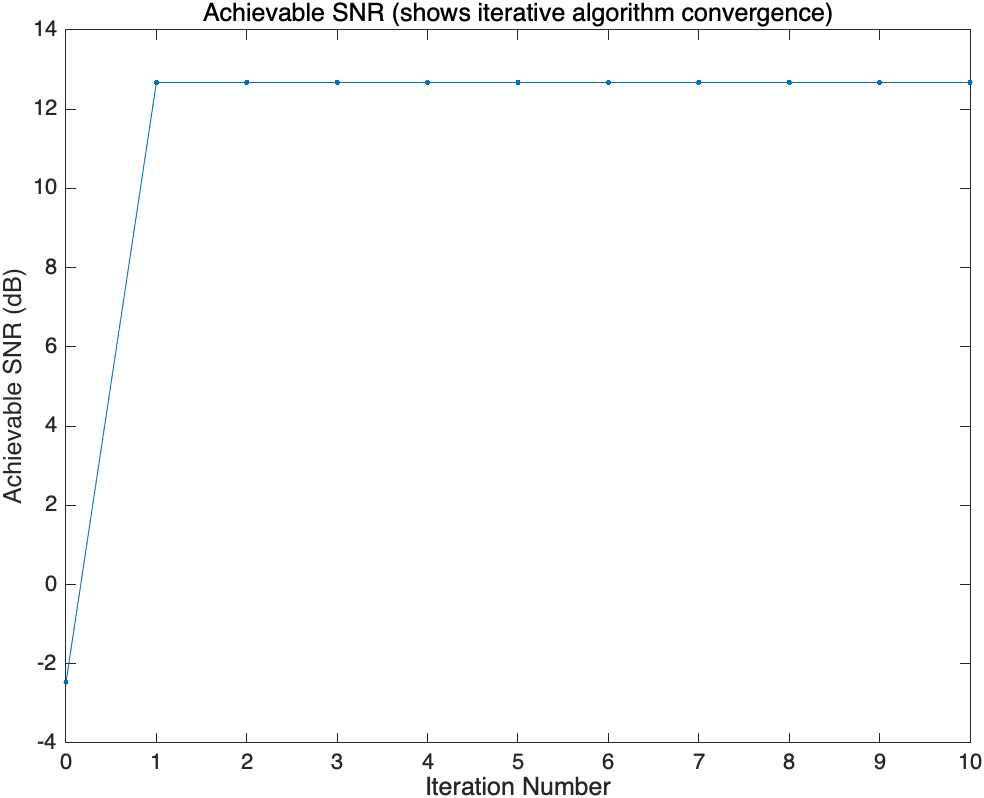 Achievable SNR (shows iterative algorithm convergence)
14
12
10
8
6
4
2
0
-2
-4
Achievable SNR (dB)
0 1 2 3 4 5 6 7 8 9 10
Iteration Number